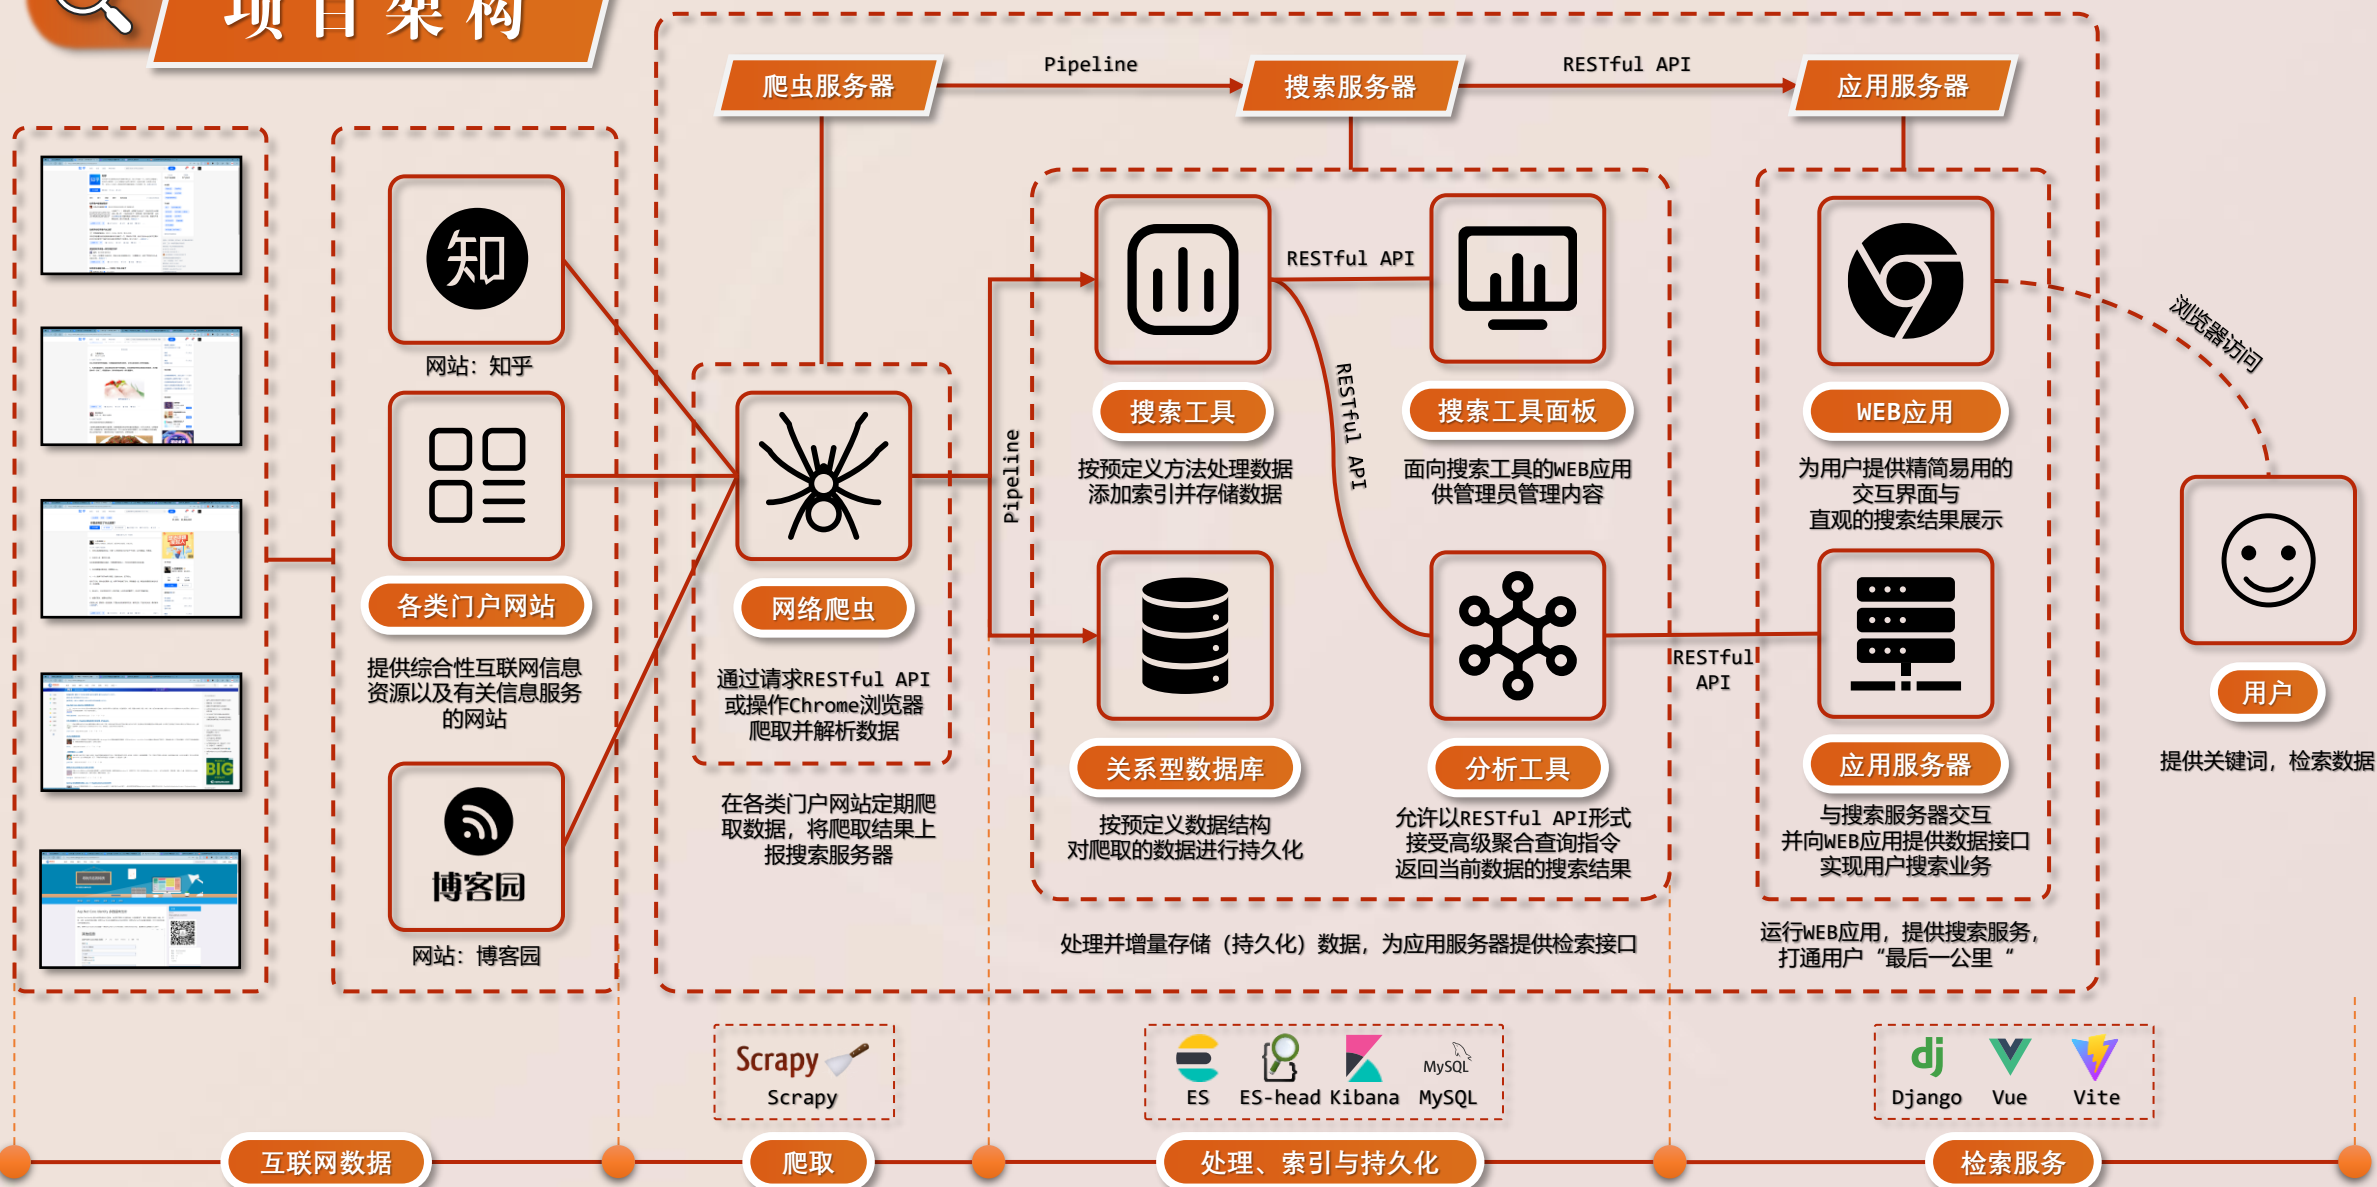 项目架构
爬虫服务器
Pipeline
搜索服务器
RESTful API
应用服务器
知
网站: 知乎
各类门户网站
提供综合性互联网信息
资源以及有关信息服务
的网站
博客园
网站: 博客园
网络爬虫
通过请求RESTful API
或操作Chrome浏览器
爬取并解析数据
在各类门户网站定期爬
取数据, 将爬取结果上
报搜索服务器
Pipeline
RESTful API
RESTful API
搜索工具
按预定义方法处理数据
添加索引并存储数据
搜索工具面板
面向搜索工具的WEB应用
供管理员管理内容
关系型数据库
按预定义数据结构
对爬取的数据进行持久化
分析工具
允许以RESTful API形式
接受高级聚合查询指令
返回当前数据的搜索结果
处理并增量存储（持久化）数据, 为应用服务器提供检索接口
RESTful
API
WEB应用
为用户提供精简易用的
交互界面与
直观的搜索结果展示
应用服务器
与搜索服务器交互
并向WEB应用提供数据接口
实现用户搜索业务
运行WEB应用, 提供搜索服务,
打通用户“最后一公里“
浏览器访问
用户
提供关键词, 检索数据
BIG
Scrapy
Scrapy
MySQL
ES
ES-head
Kibana
MySQL
dj
Django
Vue
Vite
互联网数据
爬取
处理、索引与持久化
检索服务